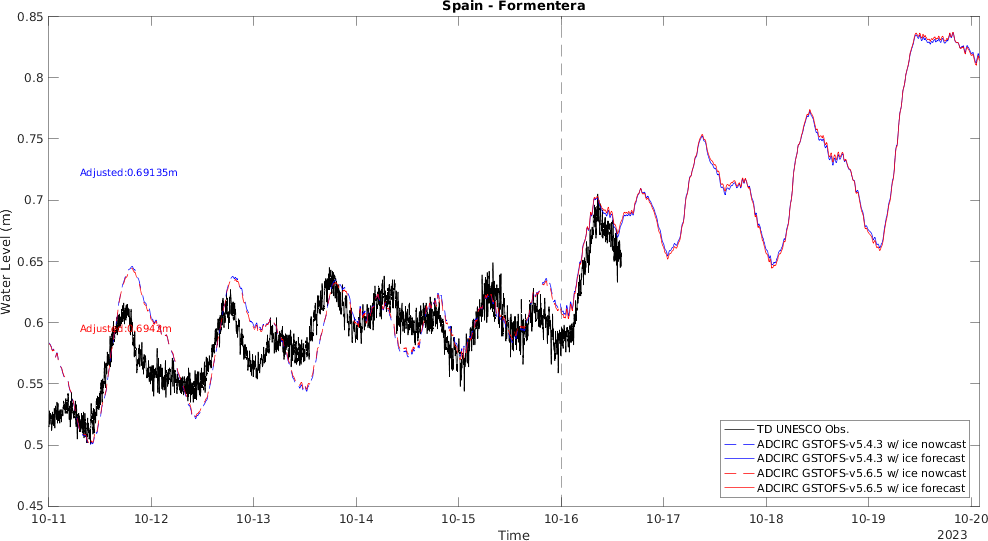 Spain - Formentera
0.85
0.8
0.75
0.7
0.65
0.6
0.55
0.5
0.45
Water Level (m)
Adjusted:0.69135m
Adjusted:0.6942m
TD UNESCO Obs.
ADCIRC GSTOFS-v5.4.3 w/ ice nowcast
ADCIRC GSTOFS-v5.4.3 w/ ice forecast
ADCIRC GSTOFS-v5.6.5 w/ ice nowcast
ADCIRC GSTOFS-v5.6.5 w/ ice forecast
10-11 10-12 10-13 10-14 10-15 10-16 10-17 10-18 10-19 10-20
Time
2023